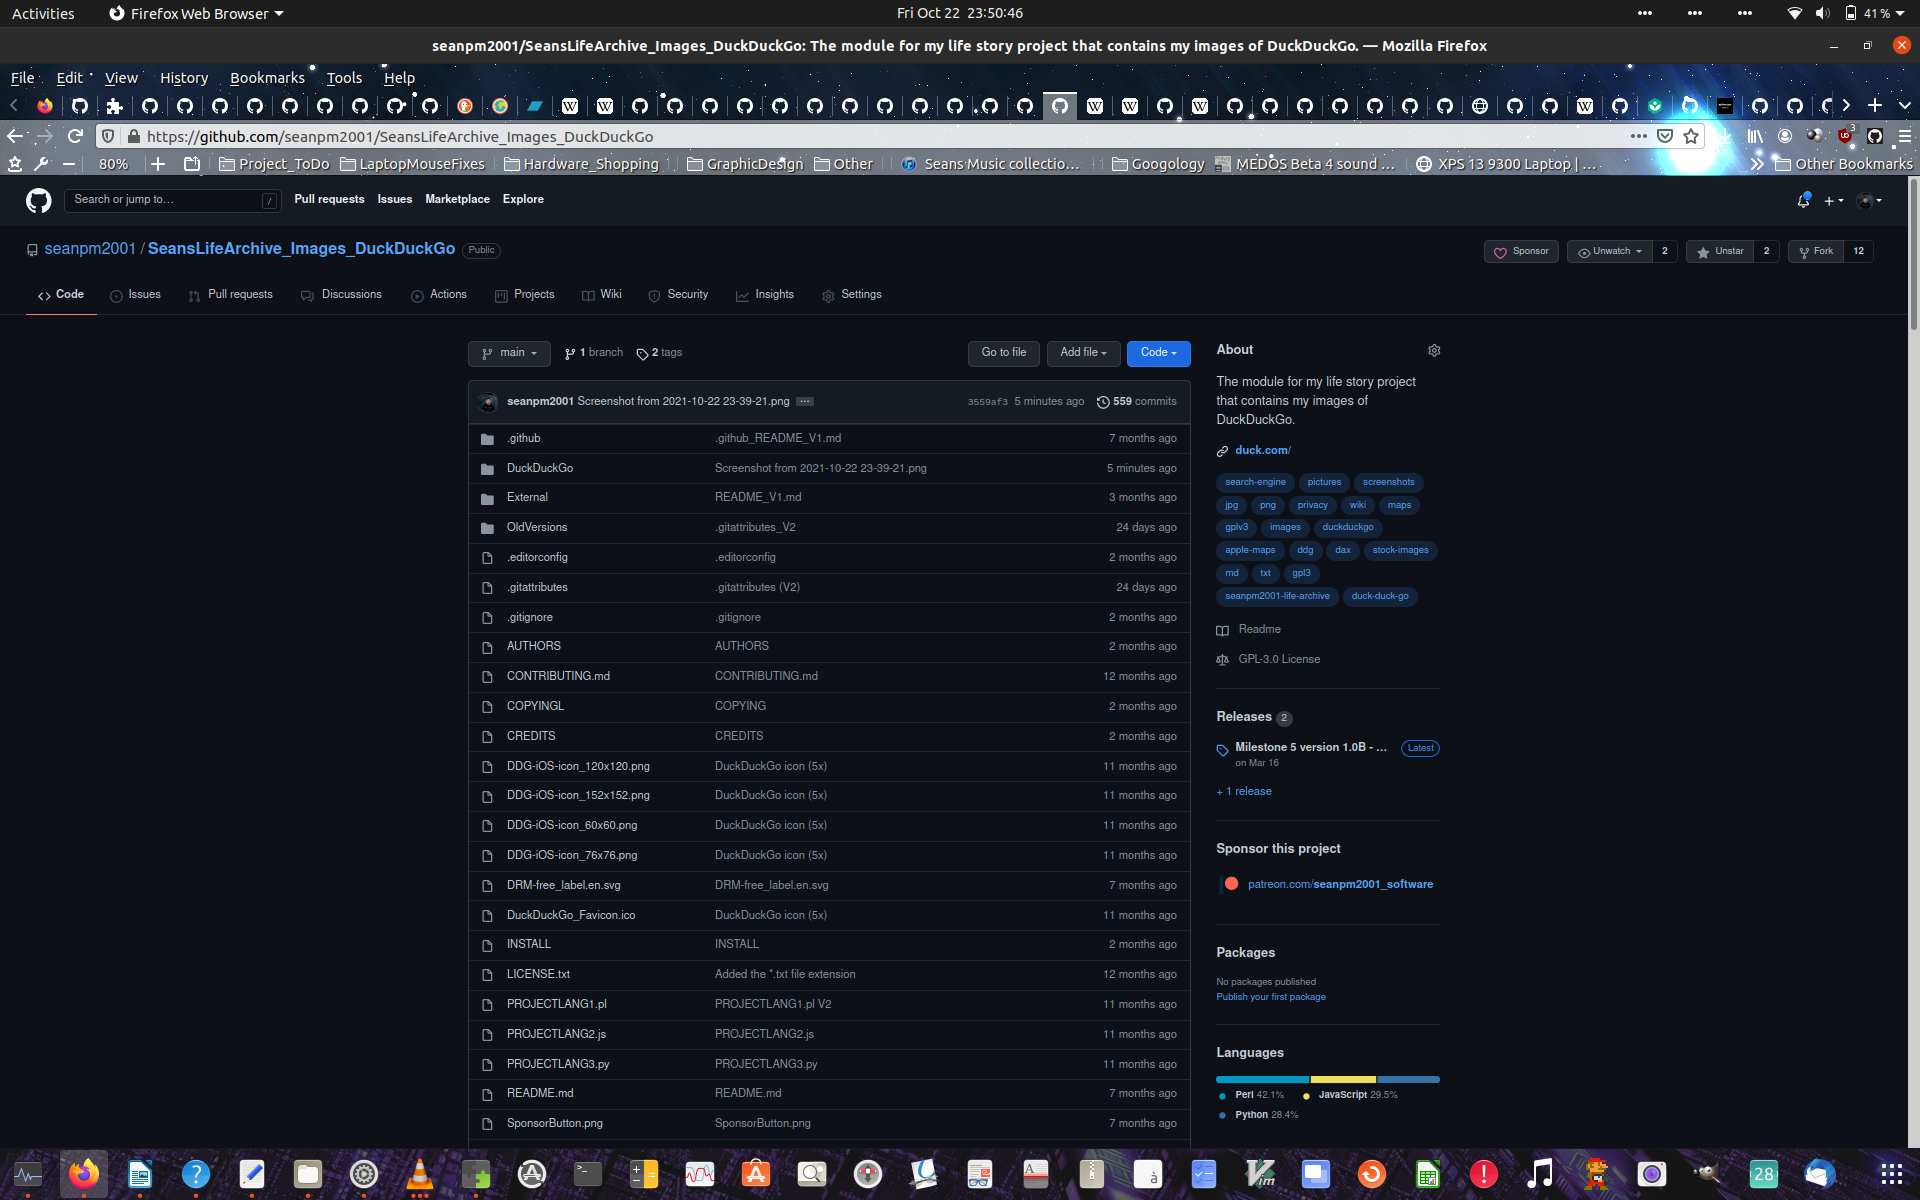 Activities Firefox Web Browser Fri Oct 22 23:50:46 41 %
seanpm2001/SeansLifeArchive_Images_DuckDuckGo: The module for my life story project that contains my images of DuckDuckGo. — Mozilla Firefox
File Edit View History Bookmarks Tools Help
https://github.com/seanpm2001/SeansLifeArchive_Images_DuckDuckGo 3
80% Project_ToDo LaptopMouseFixes Hardware_Shopping GraphicDesign Other Seans Music collectio… Googology MEDOS Beta 4 sound … XPS 13 9300 Laptop | … Other Bookmarks
Search or jump to… / Pull requests Issues Marketplace Explore
seanpm2001 / SeansLifeArchive_Images_DuckDuckGo Public Sponsor Unwatch 2 Unstar 2 Fork 12
Code Issues Pull requests Discussions Actions Projects Wiki Security Insights Settings
main 1 branch 2 tags Go to file Add file Code
seanpm2001 Screenshot from 2021-10-22 23-39-21.png ... 3559af3 5 minutes ago 559 commits
.github .github_README_V1.md 7 months ago
DuckDuckGo Screenshot from 2021-10-22 23-39-21.png 5 minutes ago
External README_V1.md 3 months ago
OldVersions .gitattributes_V2 24 days ago
.editorconfig .editorconfig 2 months ago
.gitattributes .gitattributes (V2) 24 days ago
.gitignore .gitignore 2 months ago
AUTHORS AUTHORS 2 months ago
CONTRIBUTING.md CONTRIBUTING.md 12 months ago
COPYINGL COPYING 2 months ago
CREDITS CREDITS 2 months ago
DDG-iOS-icon_120x120.png DuckDuckGo icon (5x) 11 months ago
DDG-iOS-icon_152x152.png DuckDuckGo icon (5x) 11 months ago
DDG-iOS-icon_60x60.png DuckDuckGo icon (5x) 11 months ago
DDG-iOS-icon_76x76.png DuckDuckGo icon (5x) 11 months ago
DRM-free_label.en.svg DRM-free_label.en.svg 7 months ago
DuckDuckGo_Favicon.ico DuckDuckGo icon (5x) 11 months ago
INSTALL INSTALL 2 months ago
LICENSE.txt Added the *.txt file extension 12 months ago
PROJECTLANG1.pl PROJECTLANG1.pl V2 11 months ago
PROJECTLANG2.js PROJECTLANG2.js 11 months ago
PROJECTLANG3.py PROJECTLANG3.py 11 months ago
README.md README.md 7 months ago
SponsorButton.png SponsorButton.png 7 months ago
About
The module for my life story project
that contains my images of
DuckDuckGo.
duck.com/
search-engine pictures screenshots
jpg png privacy wiki maps
gplv3 images duckduckgo
apple-maps ddg dax stock-images
md txt gpl3
seanpm2001-life-archive duck-duck-go
Readme
GPL-3.0 License
Releases 2
Milestone 5 version 1.0B - ... Latest
on Mar 16
+ 1 release
Sponsor this project
patreon.com/seanpm2001_software
Packages
No packages published
Publish your first package
Languages
Perl 42.1% JavaScript 29.5%
Python 28.4%
28